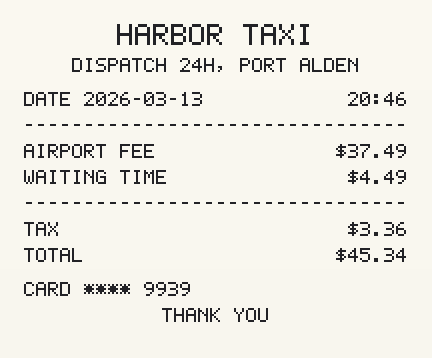 HARBOR TAXI
DISPATCH 24H, PORT ALDEN
DATE 2026-03-13 20:46
--------------------------------
AIRPORT FEE $37.49
WAITING TIME $4.49
--------------------------------
TAX $3.36
TOTAL $45.34
CARD **** 9939
THANK YOU